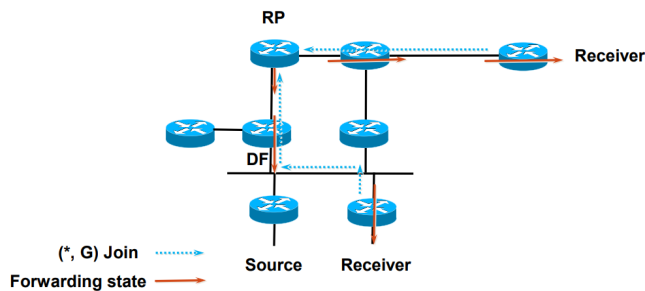 RP
Receiver
DF
(*, G) Join
Forwarding state
Source
Receiver